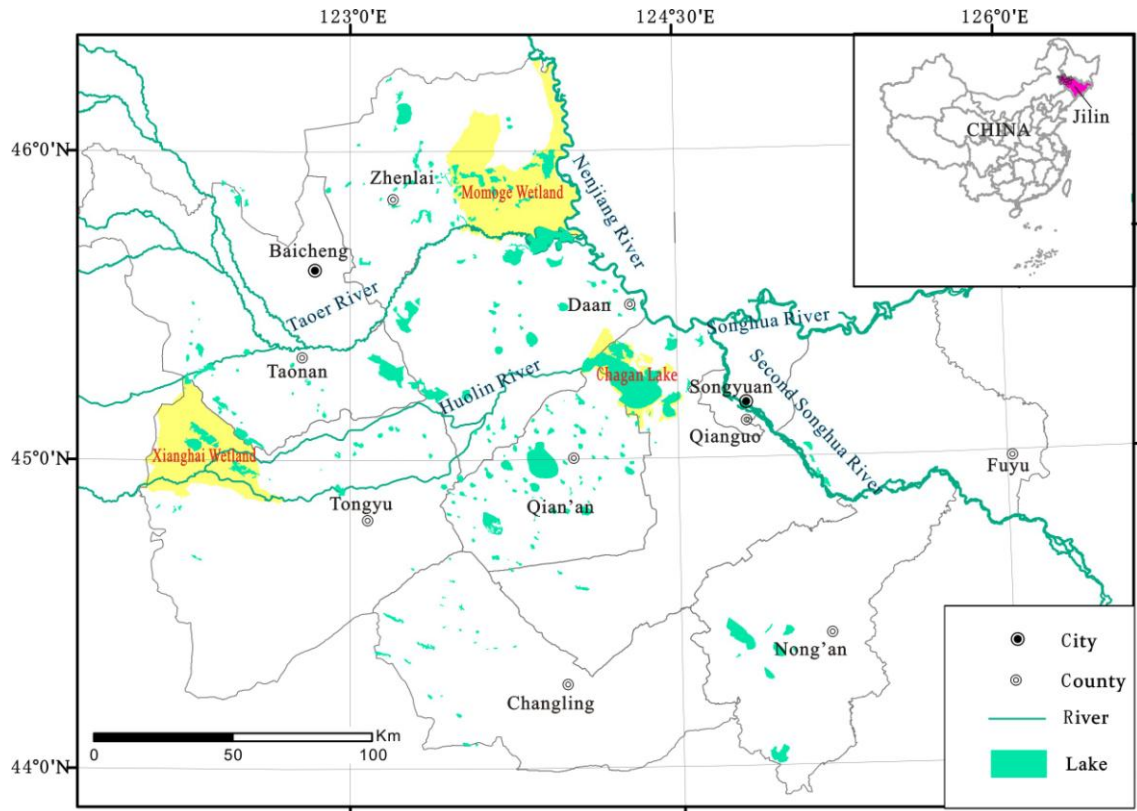 123°0'
124°30'
126°0'
46°0'N
45°0'N
44°0'N
CHINA
Jilin
Zhenlai
Momoge Wetland
Nenjiang River
Baicheng
Taoer River
Daan
Songhua River
Taonan
Huolin River
Chagan Lake
Songyuan
Second Songhua River
Qianguo
Xianghai Wetland
Fuyu
Tongyu
Qian'an
Nong'an
Changling
Km
0 50 100
City
County
River
Lake